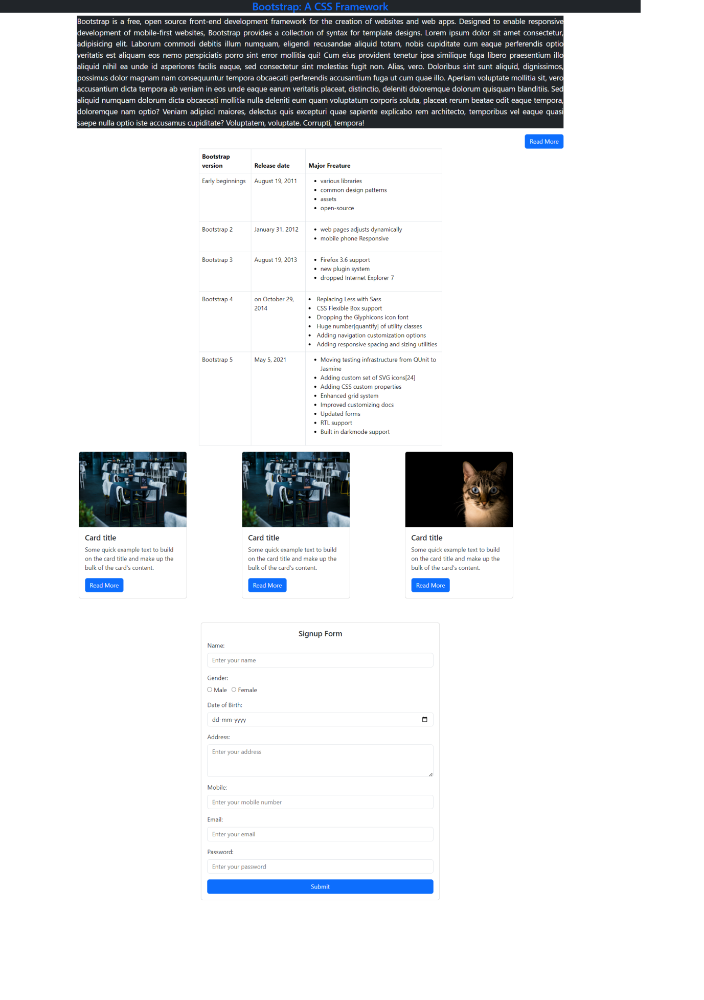 Bootstrap: A CSS Framework
Bootstrap is a free, open source front-end development framework for the creation of websites and web apps. Designed to enable responsive
development of mobile-first websites, Bootstrap provides a collection of syntax for template designs. Lorem ipsum dolor sit amet consectetur,
adipisicing elit. Laborum commodi debitis illum numquam, eligendi recusandae aliquid totam, nobis cupiditate cum eaque perferendis optio
veritatis est aliquam eos nemo perspiciatis porro sint error mollitia qui! Cum eius provident tenetur ipsa similique fuga libero praesentium illo
aliquid nihil ea unde id asperiores facilis eaque, sed consectetur sint molestias fugit non. Alias, vero. Doloribus sint sunt aliquid, dignissimos,
possimus dolor magnam nam consequuntur tempora obcaecati perferendis accusantium fuga ut cum quae illo. Aperiam voluptate mollitia sit, vero
accusantium dicta tempora ab veniam in eos unde eaque earum veritatis placeat, distinctio, deleniti doloremque dolorum quisquam blanditiis. Sed
aliquid numquam dolorum dicta obcaecati mollitia nulla deleniti eum quam voluptatum corporis soluta, placeat rerum beatae odit eaque tempora,
doloremque nam optio? Veniam adipisci maiores, delectus quis excepturi quae sapiente explicabo rem architecto, temporibus vel eaque quasi
saepe nulla optio iste accusamus cupiditate? Voluptatem, voluptate. Corrupti, tempora!
Read More
Bootstrap
version
Release date
Major Freature
Early beginnings
August 19, 2011
various libraries
common design patterns
assets
open-source
Bootstrap 2
January 31, 2012
web pages adjusts dynamically
mobile phone Responsive
Bootstrap 3
August 19, 2013
Firefox 3.6 support
new plugin system
dropped Internet Explorer 7
Bootstrap 4
on October 29,
2014
Replacing Less with Sass
CSS Flexible Box support
Dropping the Glyphicons icon font
Huge number[quantify] of utility classes
Adding navigation customization options
Adding responsive spacing and sizing utilities
Bootstrap 5
May 5, 2021
Moving testing infrastructure from QUnit to
Jasmine
Adding custom set of SVG icons[24]
Adding CSS custom properties
Enhanced grid system
Improved customizing docs
Updated forms
RTL support
Built in darkmode support
Card title
Some quick example text to build
on the card title and make up the
bulk of the card's content.
Read More
Card title
Some quick example text to build
on the card title and make up the
bulk of the card's content.
Read More
Card title
Some quick example text to build
on the card title and make up the
bulk of the card's content.
Read More
Signup Form
Name:
Enter your name
Gender:
Male Female
Date of Birth:
dd-mm-yyyy
Address:
Enter your address
Mobile:
Enter your mobile number
Email:
Enter your email
Password:
Enter your password
Submit